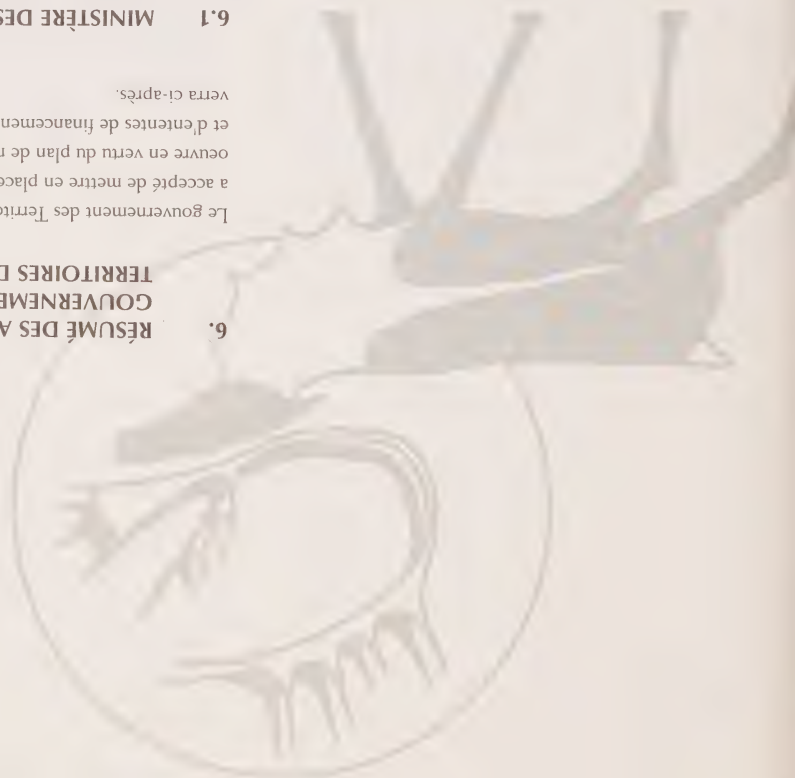 6. RÉSUMÉ DES A
GOUVERNEME
TERRITOIRES D
Le gouvernement des Territo
a accepté de mettre en place
oeuvre en vertu du plan de
et d'ententes de financemen
verra ci-après.
6.1 MINISTÈRE DES